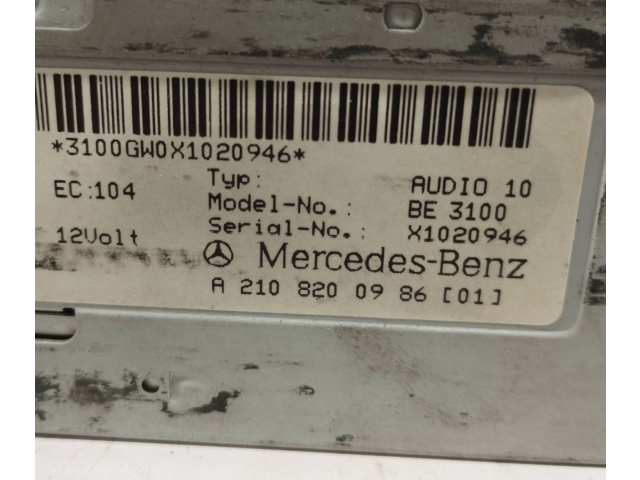 *3100GW0X1020946*
Typ: AUDIO 10
EC:104 Model-No.: BE 3100
Serial-No.: X1020946
12Volt
Mercedes-Benz
A 210 820 09 86 [01]